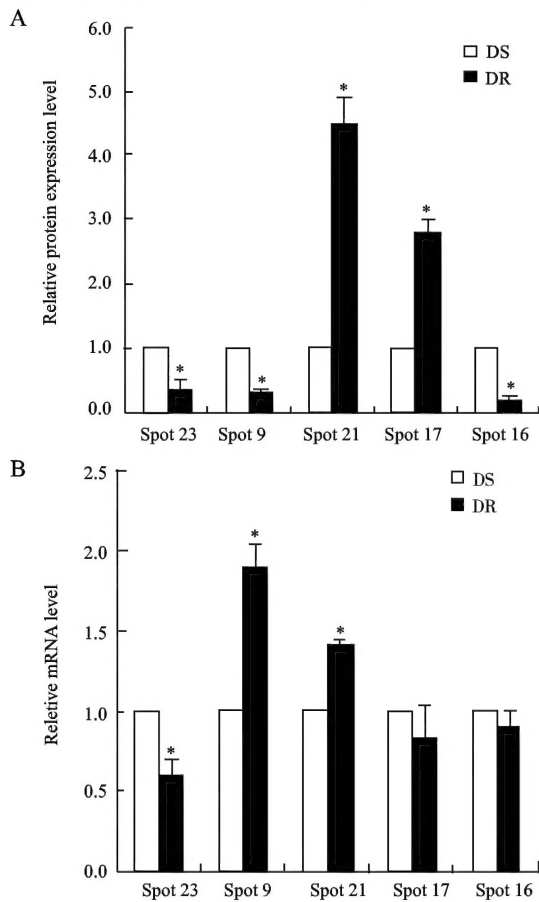 A
6.0
5.0
4.0
3.0
2.0
1.0
0.0
Relative protein expression level
DS
DR
*
*
*
*
*
Spot 23 Spot 9 Spot 21 Spot 17 Spot 16
B
2.5
2.0
1.5
1.0
0.5
0.0
Reletive mRNA level
DS
DR
*
*
*
Spot 23 Spot 9 Spot 21 Spot 17 Spot 16